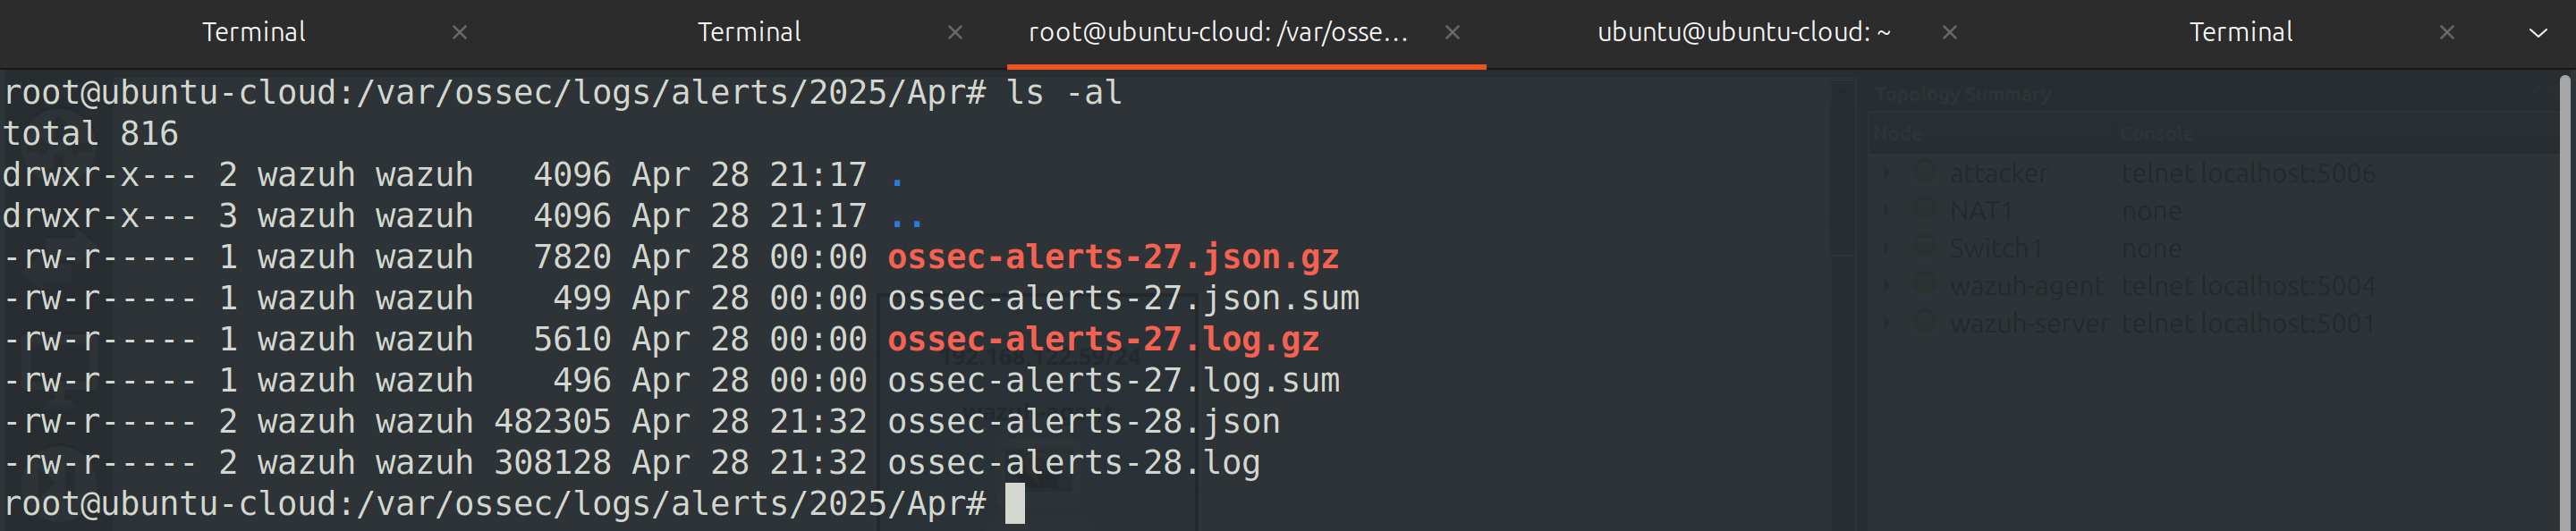 Terminal
Terminal
root@ubuntu-cloud: /var/osse...
ubuntu@ubuntu-cloud: ~
Terminal
root@ubuntu-cloud:/var/ossec/logs/alerts/2025/Apr# ls -al
total 816
drwxr-x--- 2 wazuh wazuh   4096 Apr 28 21:17 .
drwxr-x--- 3 wazuh wazuh   4096 Apr 28 21:17 ..
-rw-r----- 1 wazuh wazuh   7820 Apr 28 00:00 ossec-alerts-27.json.gz
-rw-r----- 1 wazuh wazuh    499 Apr 28 00:00 ossec-alerts-27.json.sum
-rw-r----- 1 wazuh wazuh   5610 Apr 28 00:00 ossec-alerts-27.log.gz
-rw-r----- 1 wazuh wazuh    496 Apr 28 00:00 ossec-alerts-27.log.sum
-rw-r----- 2 wazuh wazuh 482305 Apr 28 21:32 ossec-alerts-28.json
-rw-r----- 2 wazuh wazuh 308128 Apr 28 21:32 ossec-alerts-28.log
root@ubuntu-cloud:/var/ossec/logs/alerts/2025/Apr#
Topology Summary
Node Console
attacker telnet localhost:5006
NAT1 none
Switch1 none
wazuh-agent telnet localhost:5004
wazuh-server telnet localhost:5001
192.168.122.59/24